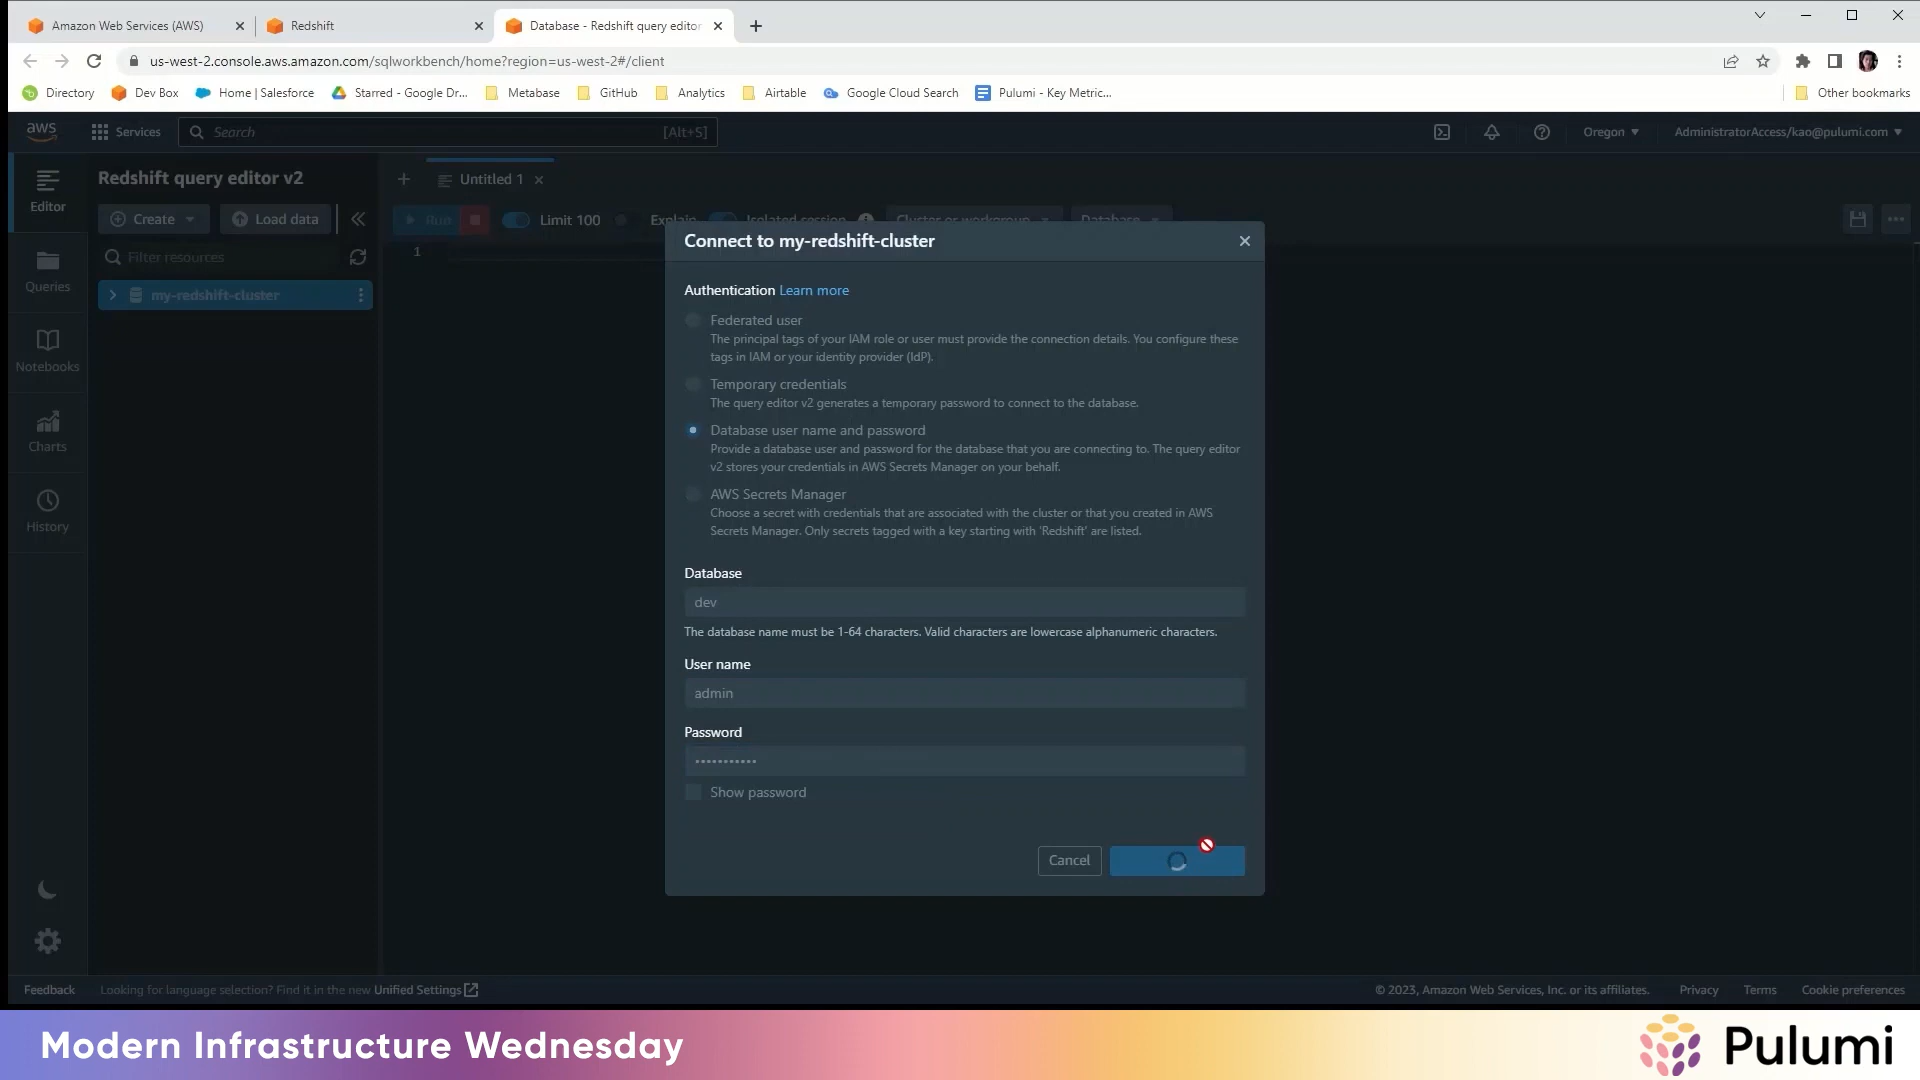 Amazon Web Services (AWS)
Redshift
Database - Redshift query editor
us-west-2.console.aws.amazon.com/sqlworkbench/home?region=us-west-2#/client
Directory
Dev Box
Home | Salesforce
Starred - Google Dr...
Metabase
GitHub
Analytics
Airtable
Google Cloud Search
Pulumi - Key Metric...
Other bookmarks
aws
Services
Search
[Alt+S]
Oregon
AdministratorAccess/kao@pulumi.com
Editor
Queries
Notebooks
Charts
History
Redshift query editor v2
Create
Load data
Filter resources
my-redshift-cluster
Untitled 1
Run
Limit 100
Explain
Isolated session
Cluster or workgroup
Database
1
Connect to my-redshift-cluster
Authentication Learn more
Federated user
The principal tags of your IAM role or user must provide the connection details. You configure these
tags in IAM or your identity provider (IdP).
Temporary credentials
The query editor v2 generates a temporary password to connect to the database.
Database user name and password
Provide a database user and password for the database that you are connecting to. The query editor
v2 stores your credentials in AWS Secrets Manager on your behalf.
AWS Secrets Manager
Choose a secret with credentials that are associated with the cluster or that you created in AWS
Secrets Manager. Only secrets tagged with a key starting with 'Redshift' are listed.
Database
dev
The database name must be 1-64 characters. Valid characters are lowercase alphanumeric characters.
User name
admin
Password
•••••••••••
Show password
Cancel
Feedback
Looking for language selection? Find it in the new Unified Settings
© 2023, Amazon Web Services, Inc. or its affiliates.
Privacy
Terms
Cookie preferences
Modern Infrastructure Wednesday
Pulumi